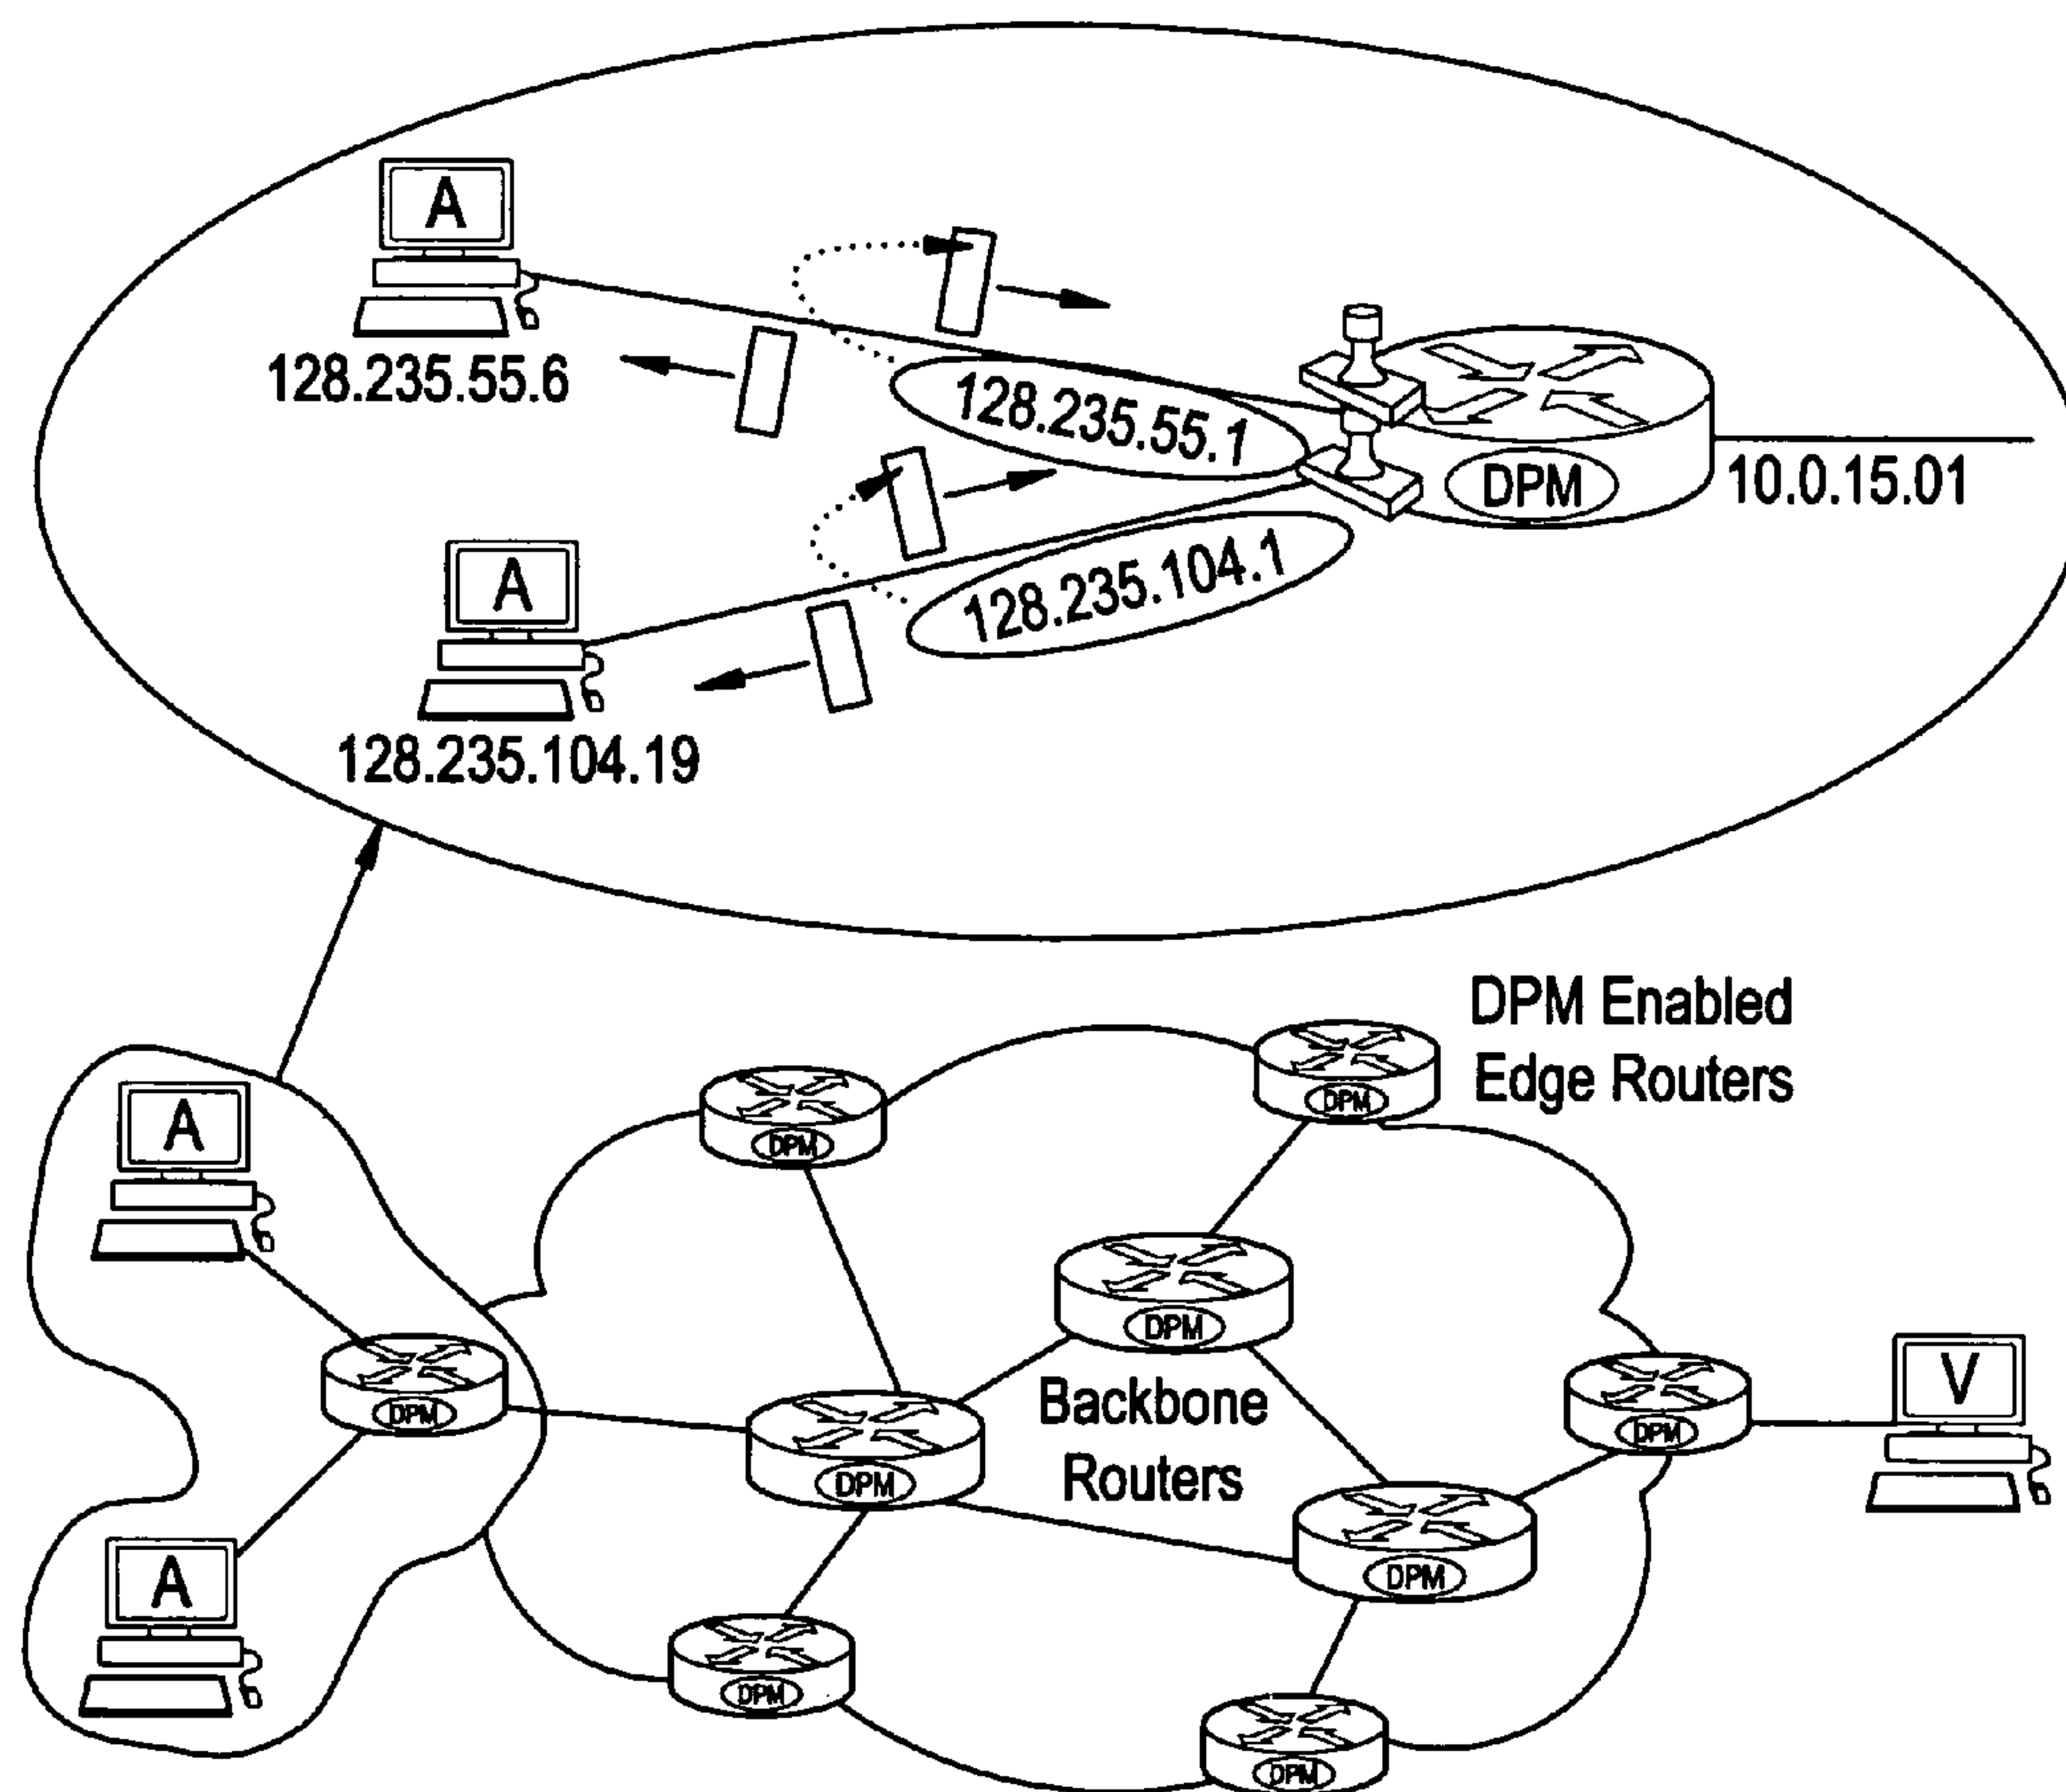 A
128.235.55.6
128.235.55.1
DPM
10.0.15.01
A
128.235.104.1
128.235.104.19
DPM Enabled
Edge Routers
DPM
DPM
A
DPM
DPM
Backbone
Routers
V
DPM
DPM
DPM
A
DPM
DPM